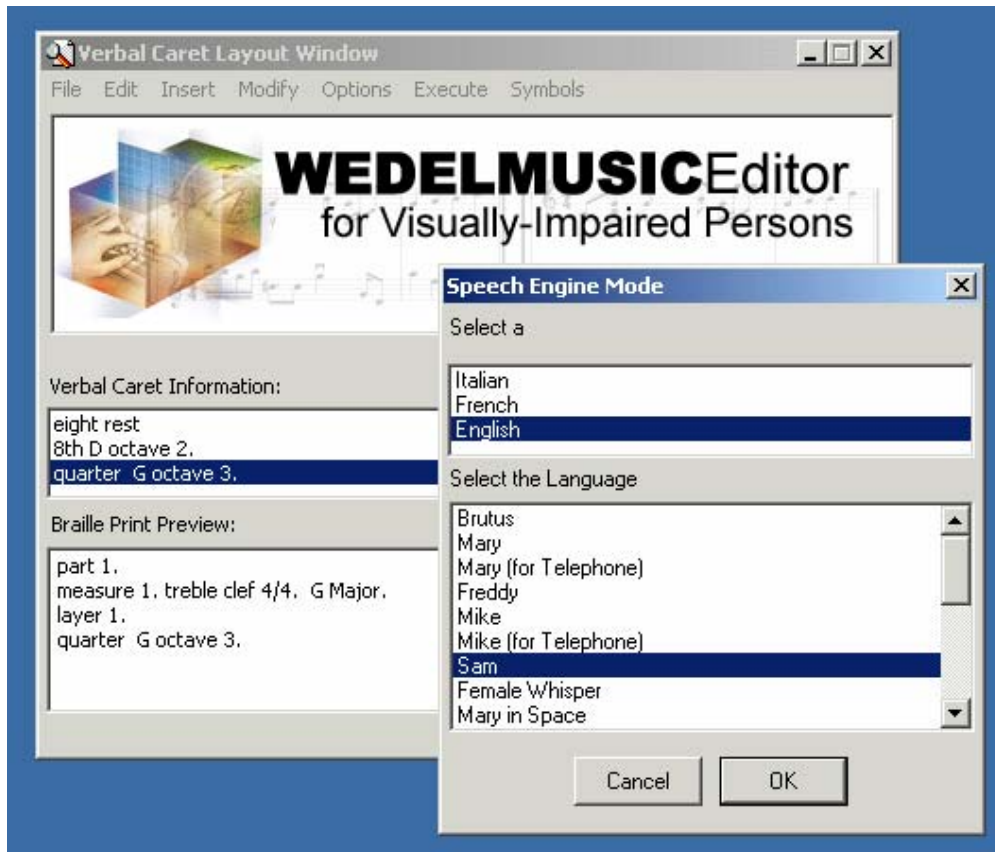 Verbal Caret Layout Window
File Edit Insert Modify Options Execute Symbols
WEDELMUSICEditor
for Visually-Impaired Persons
Verbal Caret Information:
eight rest
8th D octave 2.
quarter G octave 3.
Braille Print Preview:
part 1.
measure 1. treble clef 4/4. G Major.
layer 1.
quarter G octave 3.
Speech Engine Mode
Select a
Italian
French
English
Select the Language
Brutus
Mary
Mary (for Telephone)
Freddy
Mike
Mike (for Telephone)
Sam
Female Whisper
Mary in Space
Cancel OK